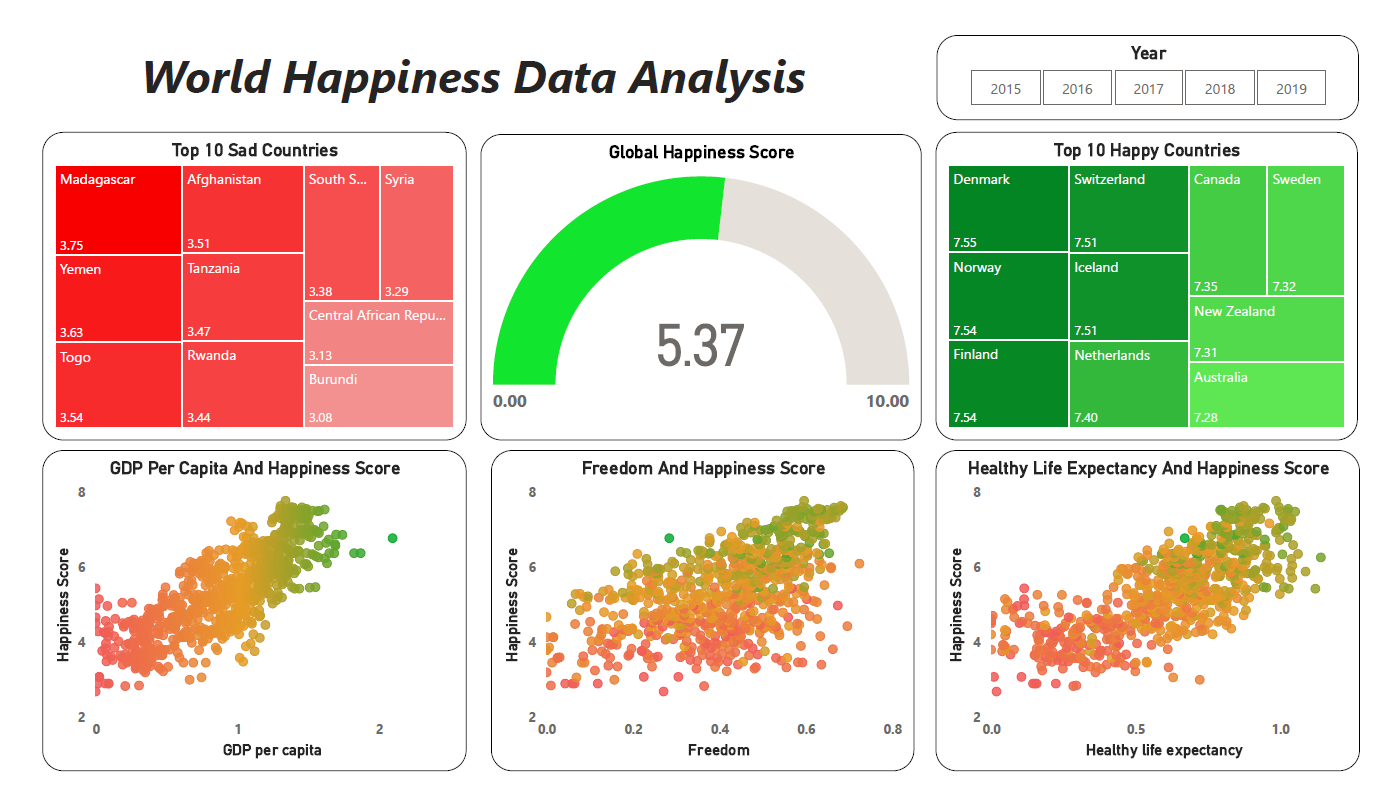 World Happiness Data Analysis
Year
2015 2016 2017 2018 2019
Top 10 Sad Countries
Madagascar
3.75
Yemen
3.63
Togo
3.54
Afghanistan
3.51
Tanzania
3.47
Rwanda
3.44
South S...
3.38
Syria
3.29
Central African Repu...
3.13
Burundi
3.08
Global Happiness Score
5.37
0.00 10.00
Top 10 Happy Countries
Denmark
7.55
Norway
7.54
Finland
7.54
Switzerland
7.51
Iceland
7.51
Netherlands
7.40
Canada
7.35
Sweden
7.32
New Zealand
7.31
Australia
7.28
GDP Per Capita And Happiness Score
Happiness Score
8
6
4
2
0 1 2
GDP per capita
Freedom And Happiness Score
Happiness Score
8
6
4
2
0.0 0.2 0.4 0.6 0.8
Freedom
Healthy Life Expectancy And Happiness Score
Happiness Score
8
6
4
2
0.0 0.5 1.0
Healthy life expectancy